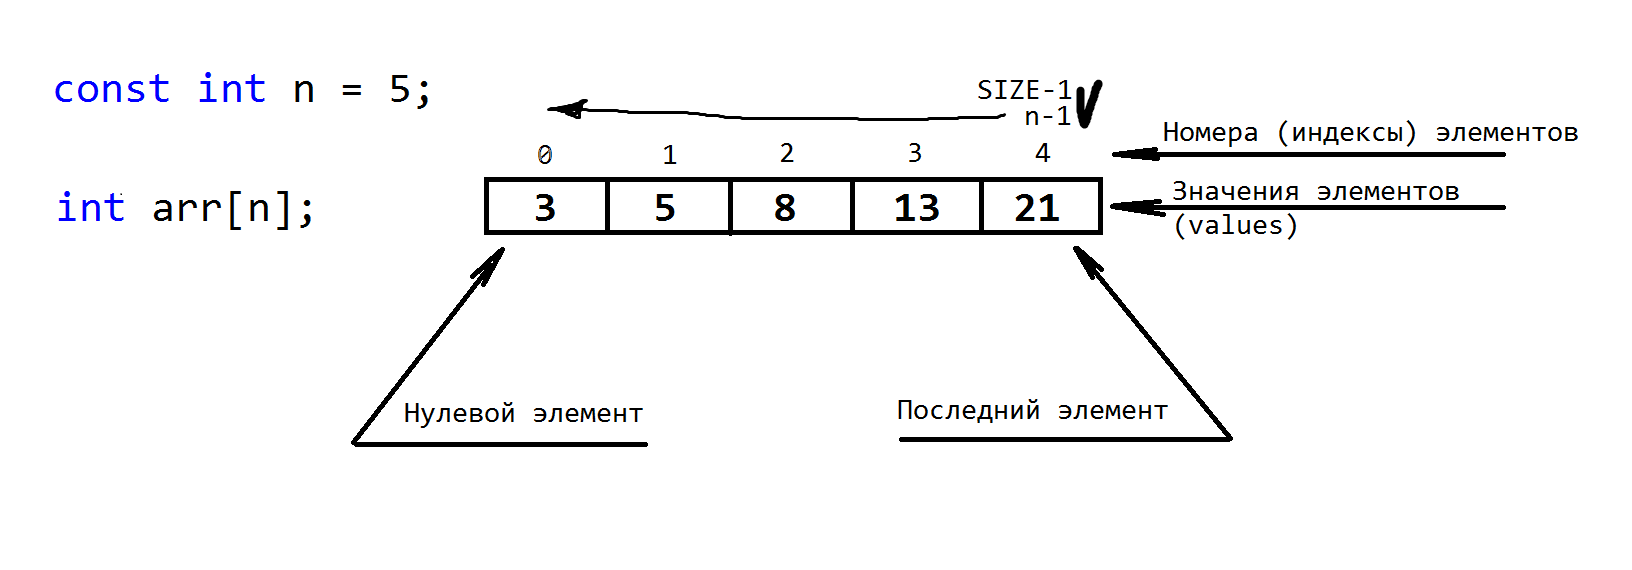 const int n = 5;
SIZE-1
n-1
Номера (индексы) элементов
0 1 2 3 4
int arr[n];
3 5 8 13 21
Значения элементов
(values)
Нулевой элемент
Последний элемент